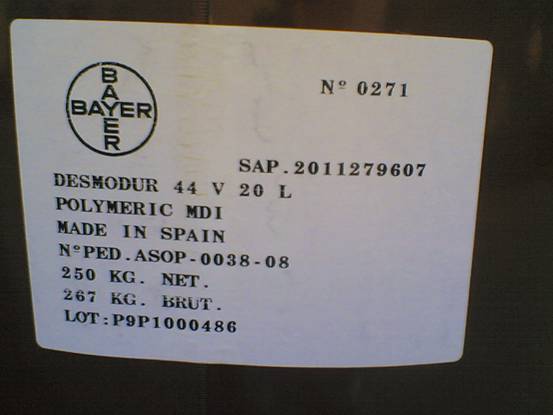 BAYER
BAYER
Nº 0271
SAP.2011279607
DESMODUR 44 V 20 L
POLYMERIC MDI
MADE IN SPAIN
NºPED.ASOP-0038-08
250 KG. NET.
267 KG. BRUT.
LOT:P9P1000486